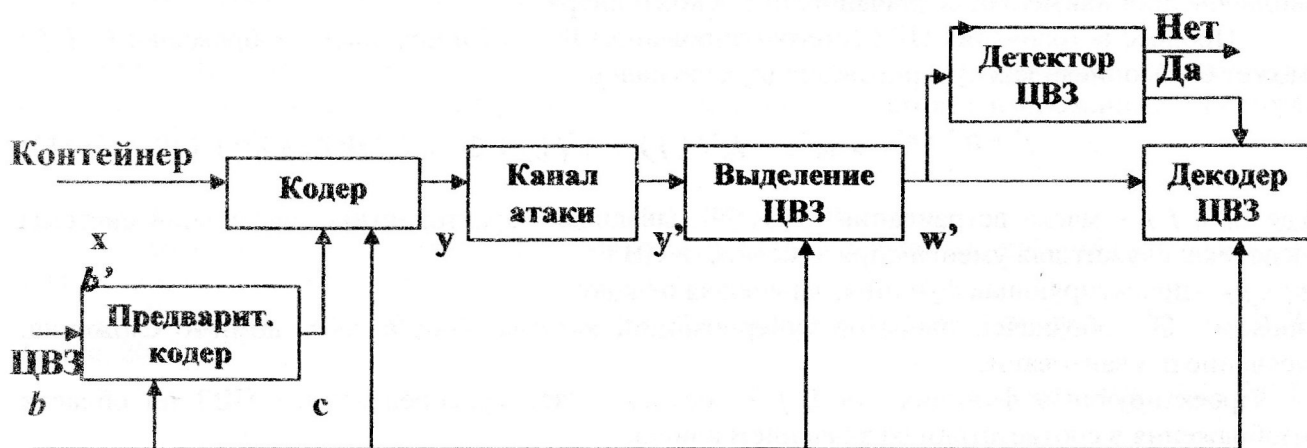 Нет
Детектор
ЦВЗ
Да
Контейнер
Кодер
Канал
атаки
Выделение
ЦВЗ
Декодер
ЦВЗ
x
y
y’
w’
b’
Предварит.
кодер
ЦВЗ
b
c